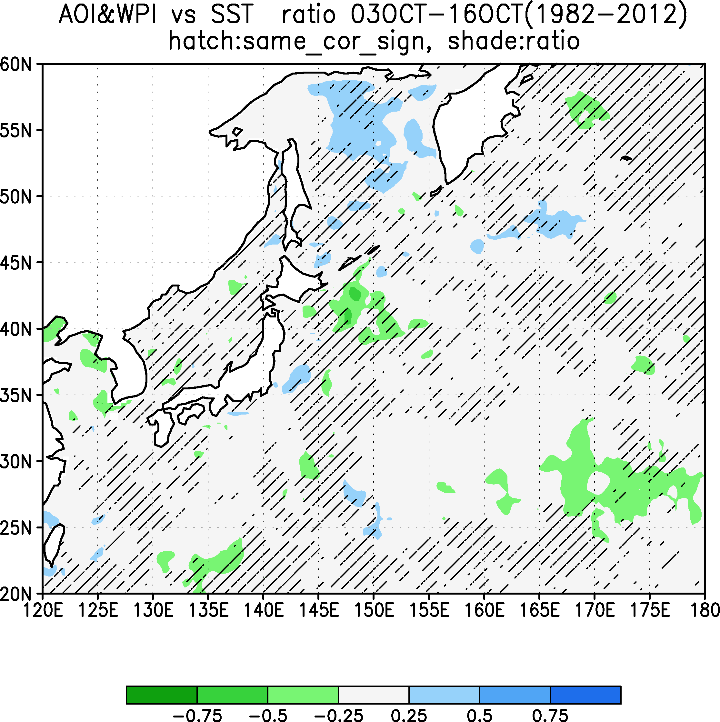 AOI&WPI vs SST ratio 03OCT-16OCT(1982-2012)
hatch:same_cor_sign, shade:ratio
60N
55N
50N
45N
40N
35N
30N
25N
20N
120E 125E 130E 135E 140E 145E 150E 155E 160E 165E 170E 175E 180
-0.75 -0.5 -0.25 0.25 0.5 0.75